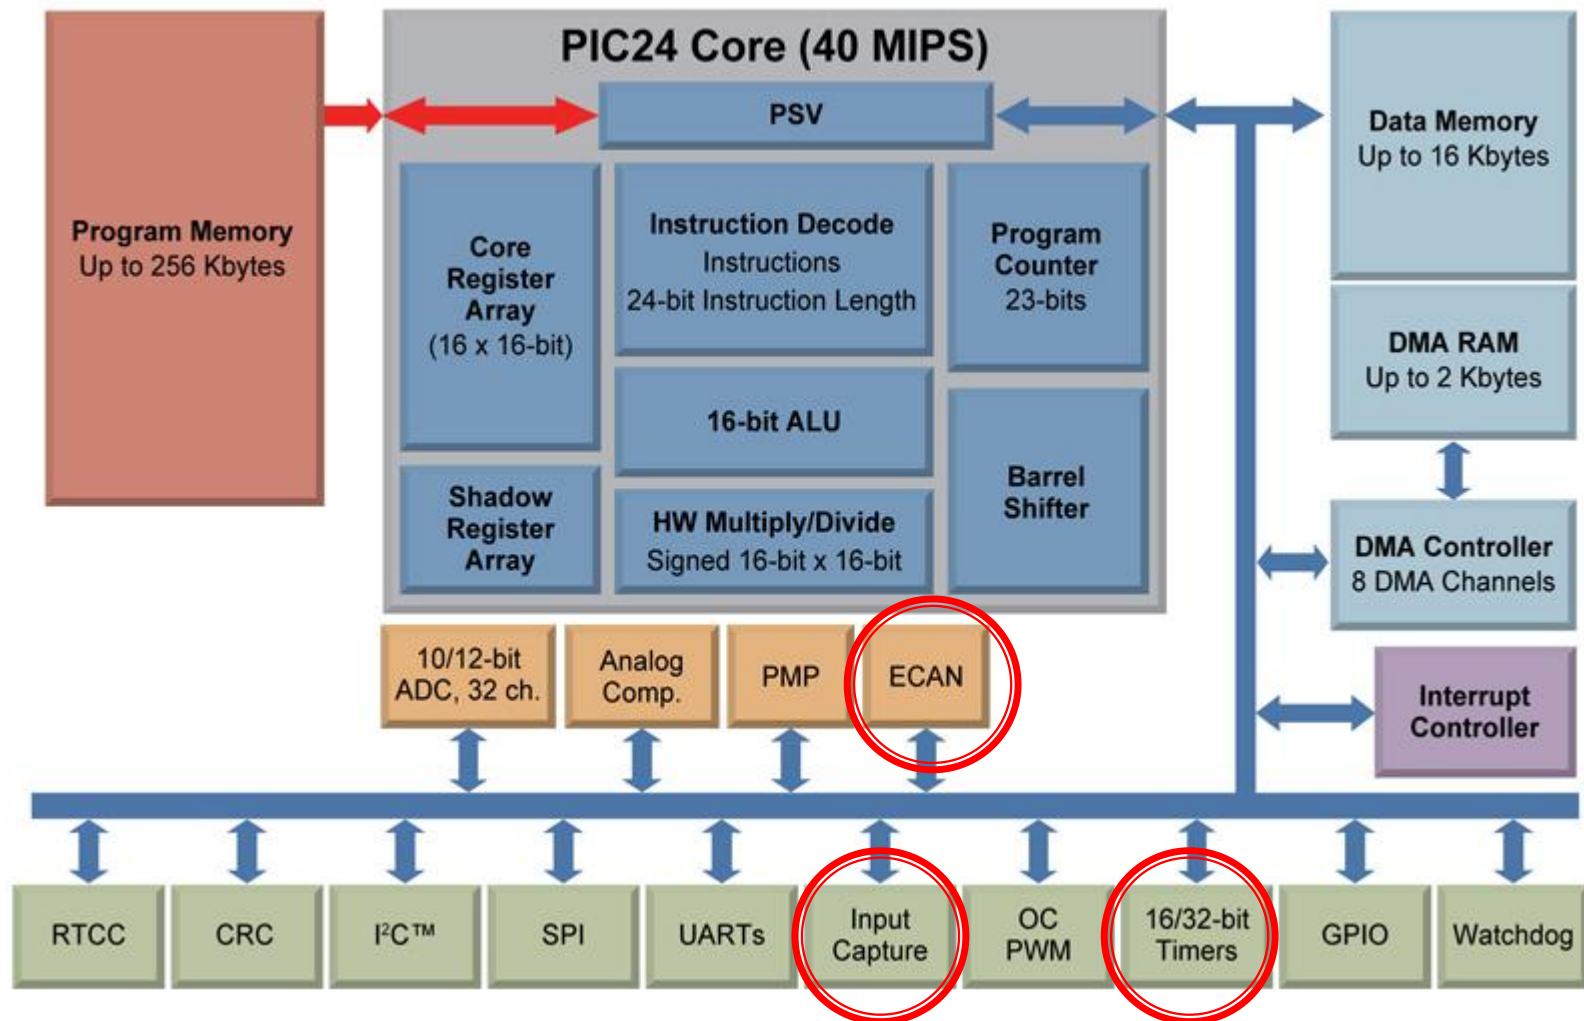 PIC24 Core (40 MIPS)
PSV
Program Memory
Up to 256 Kbytes
Core
Register
Array
(16 x 16-bit)
Instruction Decode
Instructions
24-bit Instruction Length
Program
Counter
23-bits
16-bit ALU
Shadow
Register
Array
HW Multiply/Divide
Signed 16-bit x 16-bit
Barrel
Shifter
Data Memory
Up to 16 Kbytes
DMA RAM
Up to 2 Kbytes
DMA Controller
8 DMA Channels
Interrupt
Controller
10/12-bit
ADC, 32 ch.
Analog
Comp.
PMP
ECAN
RTCC
CRC
I²C™
SPI
UARTs
Input
Capture
OC
PWM
16/32-bit
Timers
GPIO
Watchdog